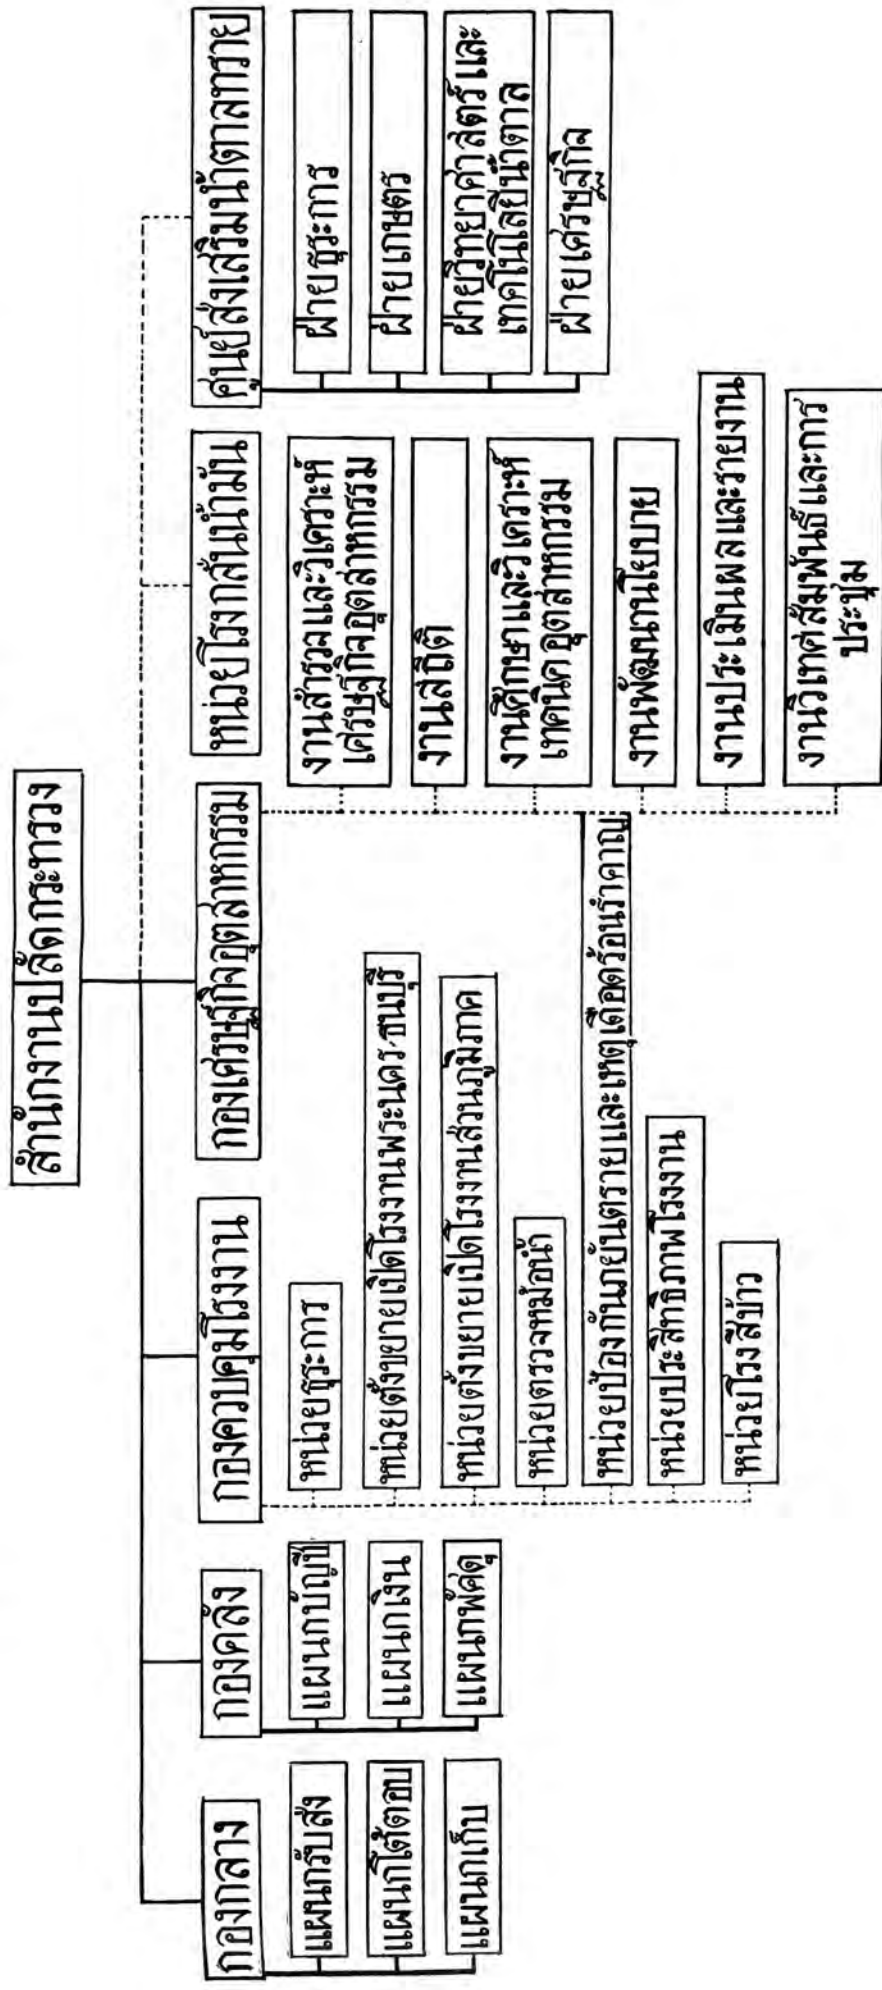 สำนักงานปลัดกระทรวง
กองกลาง
แผนกรับส่ง
แผนกโต้ตอบ
แผนกเก็บ
กองคลัง
แผนกบัญชี
แผนกเงิน
แผนกพัศดุ
กองควบคุมโรงงาน
หน่วยธุระการ
หน่วยตั้งขยายเปิดโรงงานพระนคร-ธนบุรี
หน่วยตั้งขยายเปิดโรงงานส่วนภูมิภาค
หน่วยตรวจหม้อน้ำ
หน่วยป้องกันภยันตรายและเหตุเดือดร้อนรำคาญ
หน่วยประสิทธิภาพโรงงาน
หน่วยโรงสีข้าว
กองเศรษฐกิจอุตสาหกรรม
งานสำรวจและวิเคราะห์
เศรษฐกิจอุตสาหกรรม
งานสถิติ
งานศึกษาและวิเคราะห์
เทคนิคอุตสาหกรรม
งานพัฒนานโยบาย
งานประเมินผลและรายงาน
งานวิเทศสัมพันธ์และการ
ประชุม
หน่วยโรงกลั่นน้ำมัน
ศูนย์ส่งเสริมน้ำตาลทราย
ฝ่ายธุระการ
ฝ่ายเกษตร
ฝ่ายวิทยาศาสตร์และ
เทคโนโลยีน้ำตาล
ฝ่ายเศรษฐกิจ